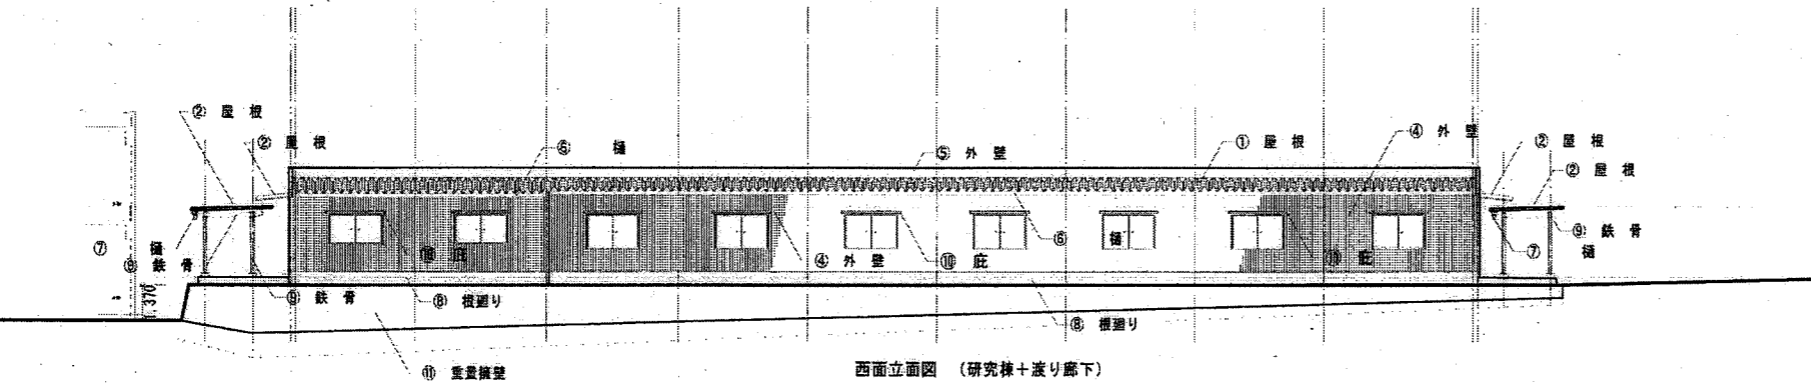 ② 屋 根
② 屋 根
⑥ 樋
⑤ 外 壁
① 屋 根
④ 外 壁
② 屋 根
② 屋 根
⑦ 樋
⑨ 鉄 骨
⑩ 庇
④ 外 壁
⑩ 庇
⑥ 樋
⑩ 庇
⑨ 鉄 骨
⑦ 樋
1,370
⑨ 鉄 骨
⑧ 根廻り
⑧ 根廻り
⑪ 重量擁壁
西面立面図 (研究棟+渡り廊下)